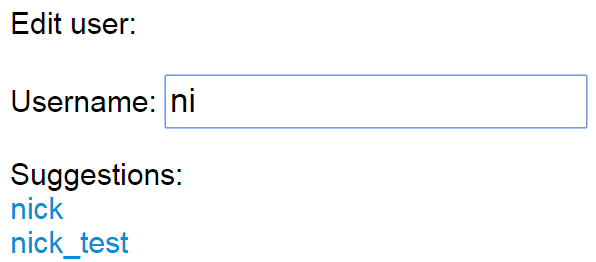 Edit user:
Username: ni
Suggestions:
nick
nick_test